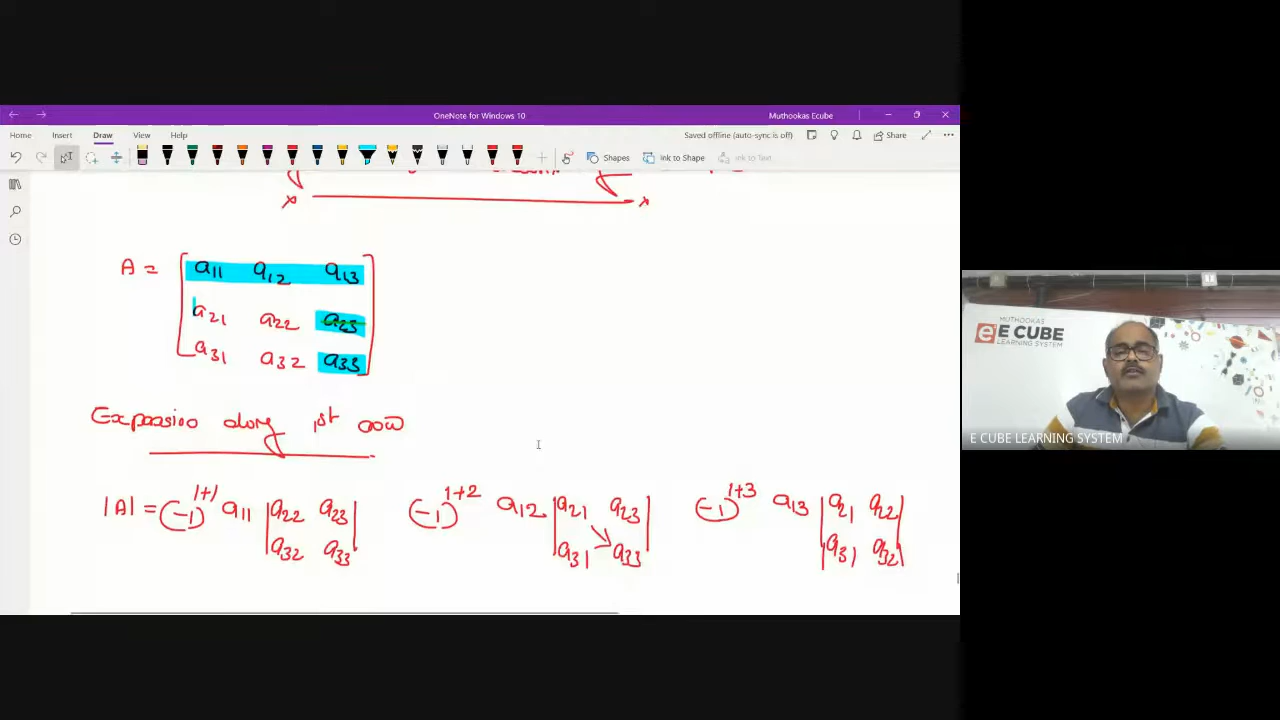 OneNote for Windows 10
Muthookas Ecube
Home Insert Draw View Help
Saved offline (auto-sync is off)
Share
Shapes
Ink to Shape
Ink to Text
A = [ a11 a12 a13
a21 a22 a23
a31 a32 a33 ]
Expansion along 1st row
|A| = (-1)^1+1 a11 |a22 a23| (-1)^1+2 a12 |a21 a23| (-1)^1+3 a13 |a21 a22|
|a32 a33| |a31 a33| |a31 a32|
MUTHOOKAS
e E CUBE
LEARNING SYSTEM
E CUBE LEARNING SYSTEM